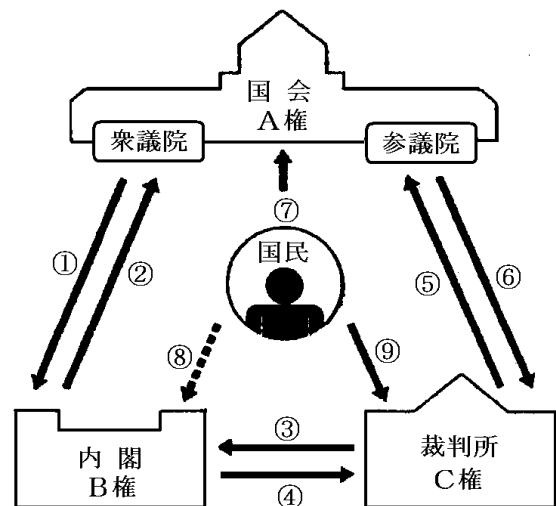 国会
A権
衆議院
参議院
⑦
①
②
国民
⑤
⑥
⑧
⑨
③
内閣
B権
裁判所
C権
④